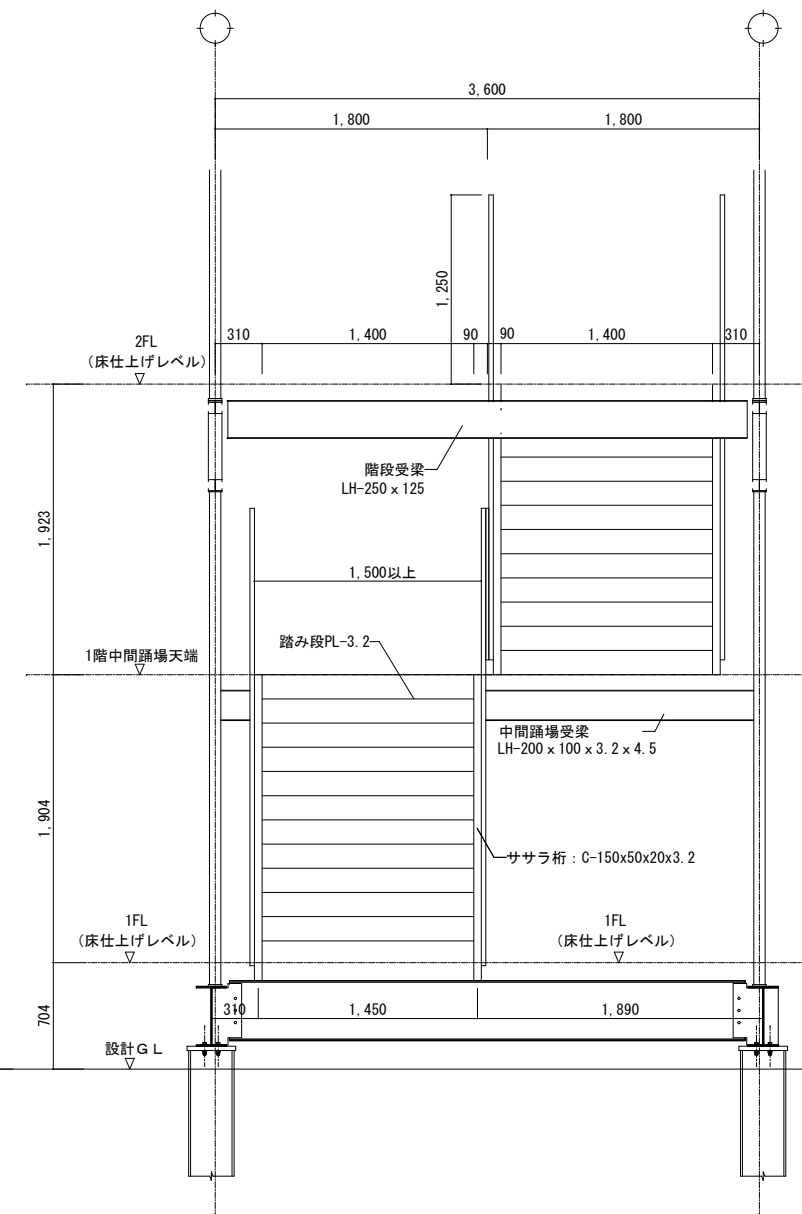 3,600
1,800
1,800
1,250
310
1,400
90
90
1,400
310
2FL
(床仕上げレベル)
階段受梁
LH-250 x 125
1,923
1,500以上
踏み段PL-3.2
1階中間踊場天端
中間踊場受梁
LH-200 x 100 x 3.2 x 4.5
1,904
ササラ桁：C-150x50x20x3.2
1FL
(床仕上げレベル)
1FL
(床仕上げレベル)
704
310
1,450
1,890
設計ＧＬ